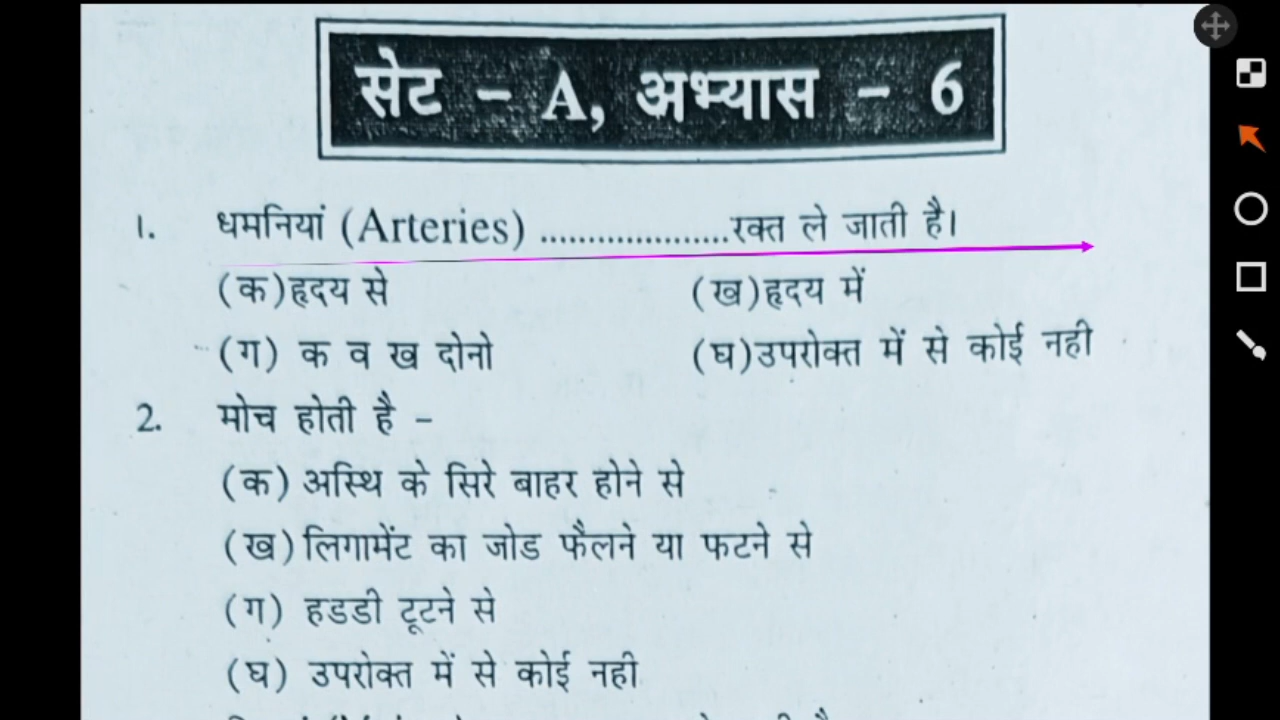 सेट - A, अभ्यास - 6
1. धमनियां (Arteries) ....................रक्त ले जाती है।
(क)हृदय से (ख)हृदय में
(ग) क व ख दोनो (घ)उपरोक्त में से कोई नही
2. मोच होती है -
(क) अस्थि के सिरे बाहर होने से
(ख) लिगामेंट का जोड फैलने या फटने से
(ग) हडडी टूटने से
(घ) उपरोक्त में से कोई नही